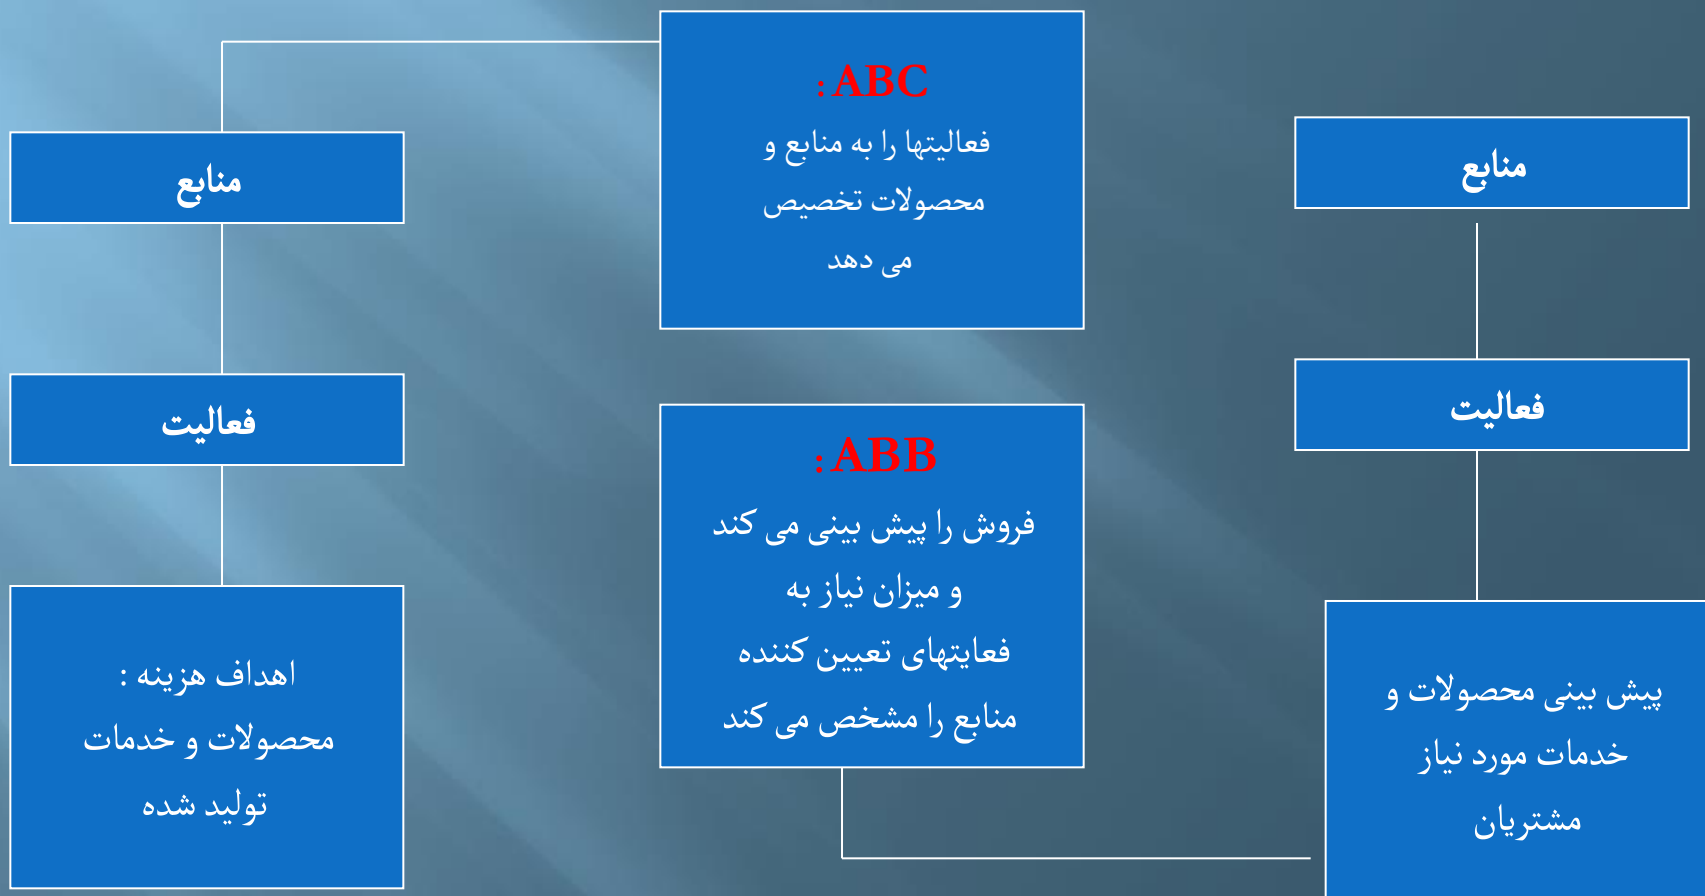 ABC :
فعالیتها را به منابع و
محصولات تخصیص
می دهد
منابع
منابع
فعالیت
فعالیت
ABB :
فروش را پیش بینی می کند
و میزان نیاز به
فعایتهای تعیین کننده
منابع را مشخص می کند
پیش بینی محصولات و
خدمات مورد نیاز
مشتریان
اهداف هزینه :
محصولات و خدمات
تولید شده